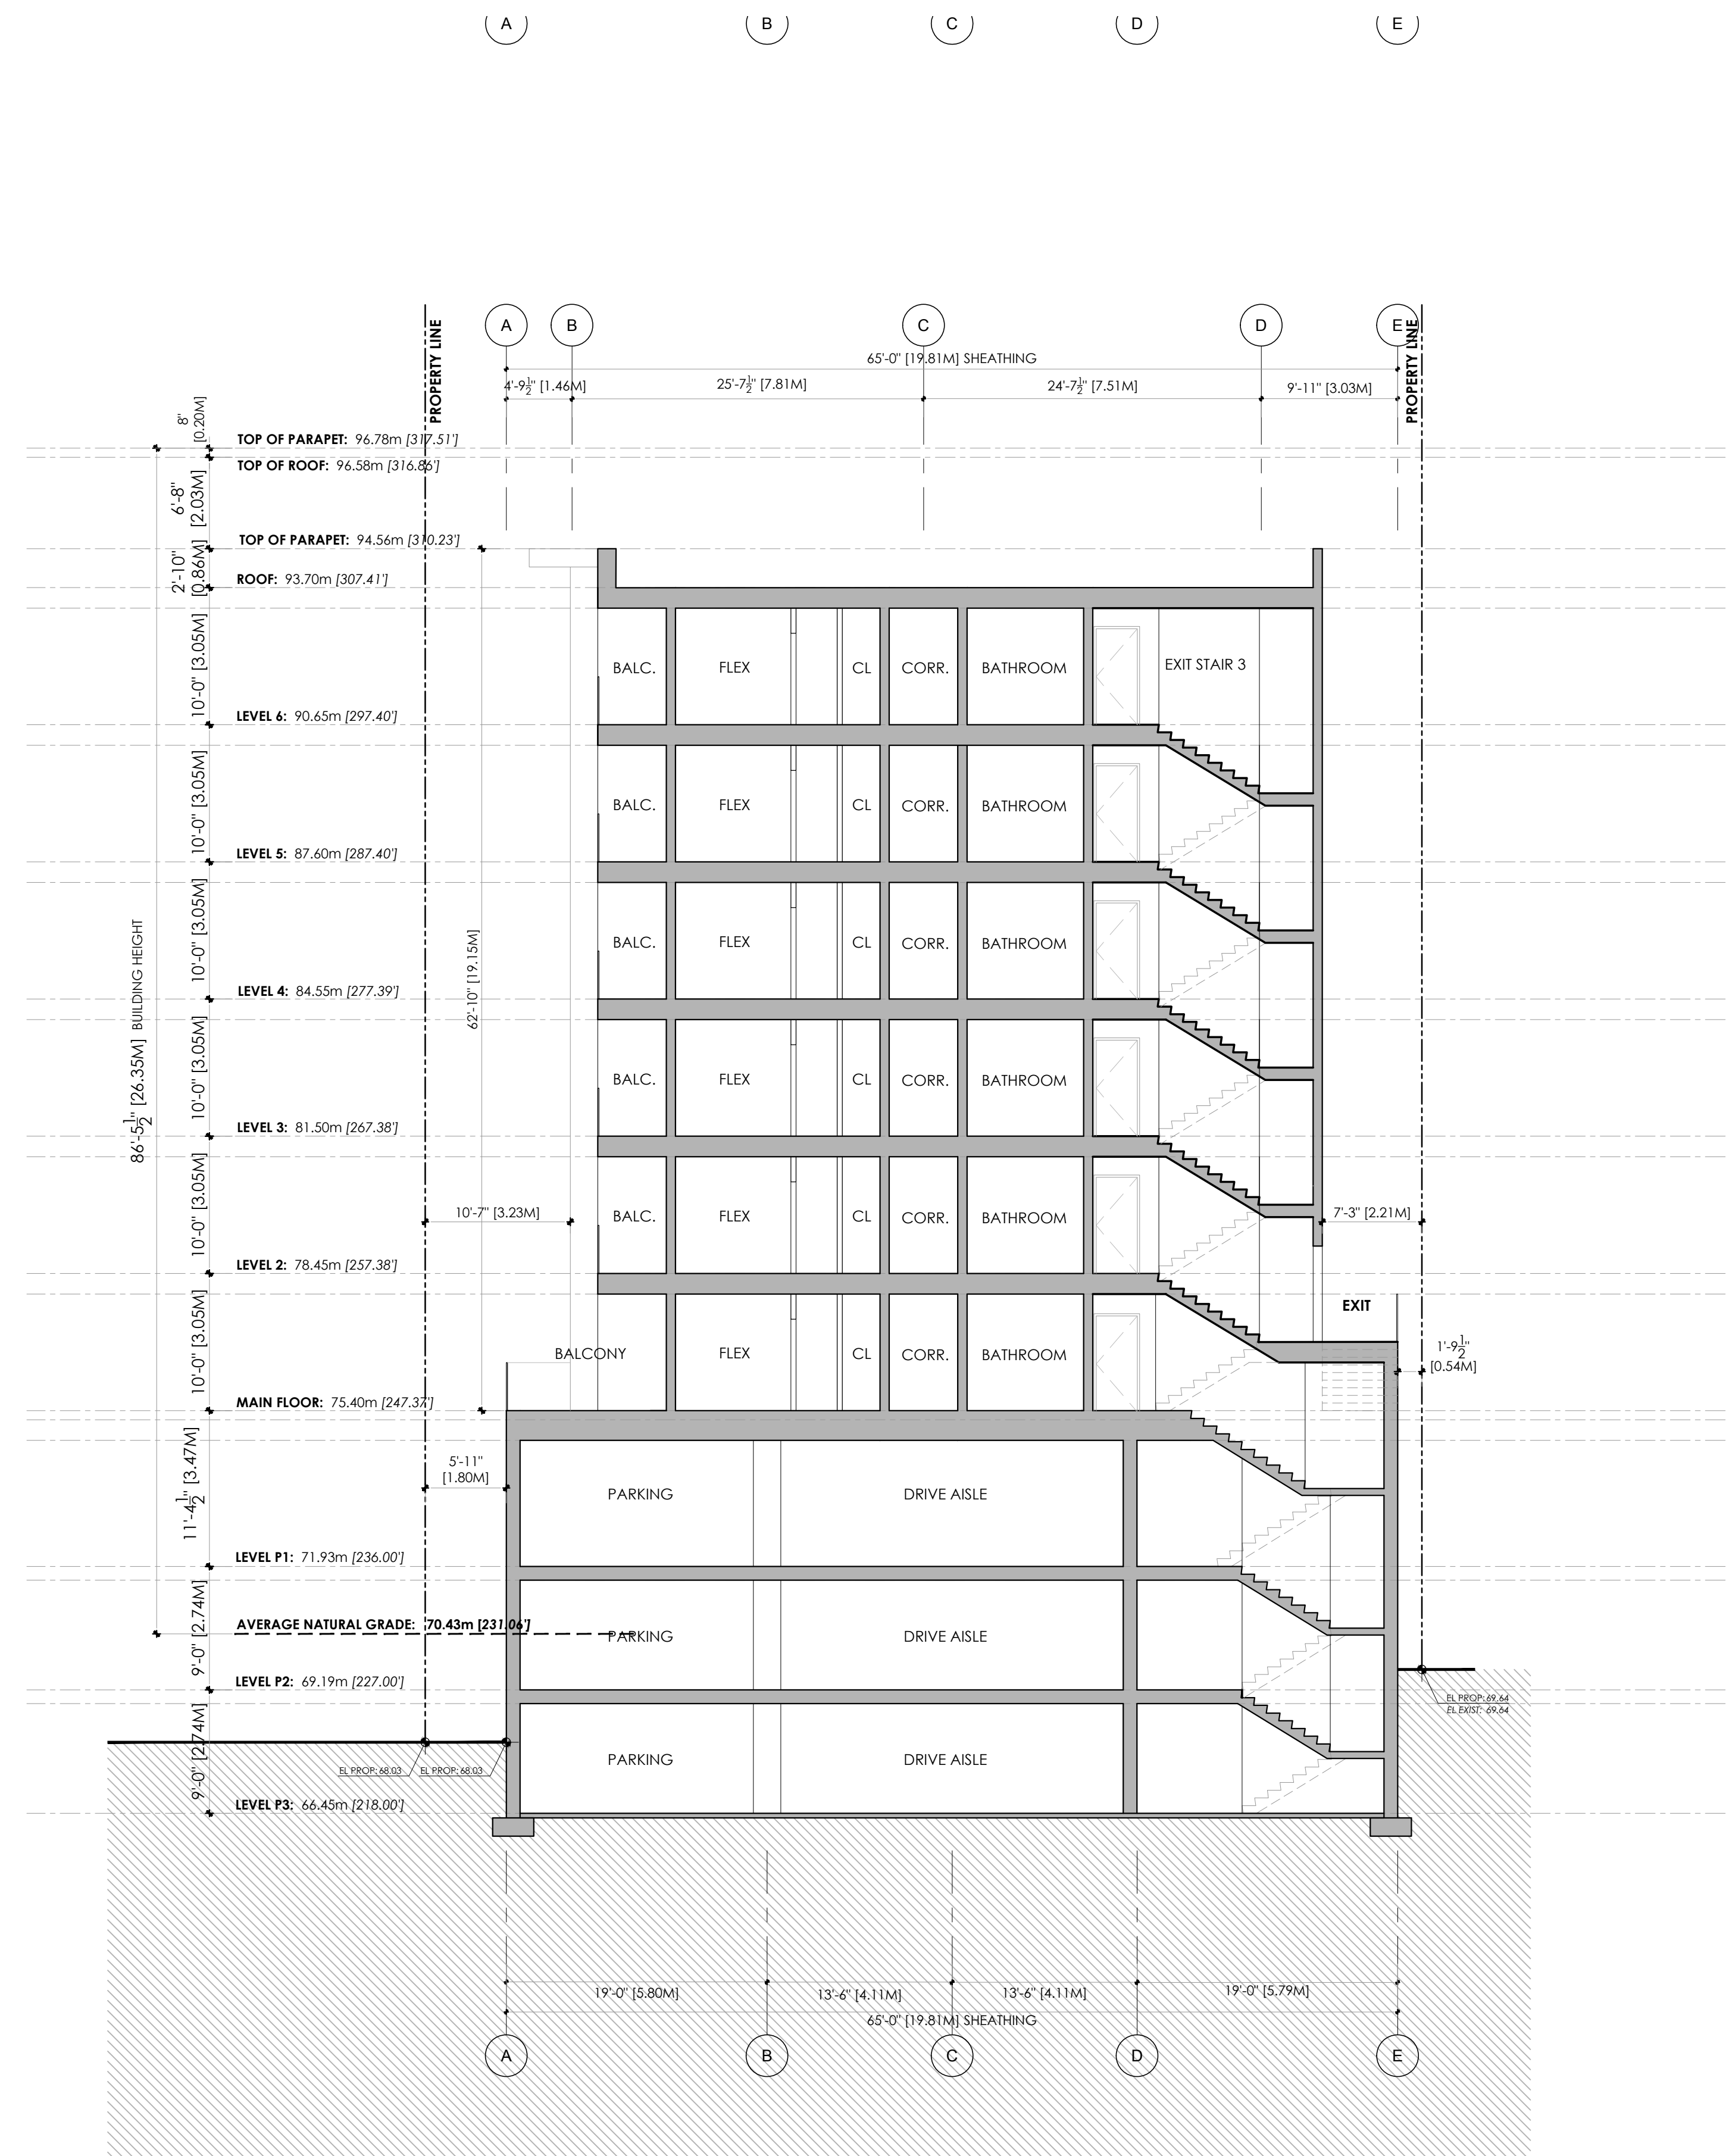 A B C D E
PROPERTY LINE
PROPERTY LINE
A B C D E
65'-0" [19.81M] SHEATHING
4'-9 1/2" [1.46M] 25'-7 1/2" [7.81M] 24'-7 1/2" [7.51M] 9'-11" [3.03M]
8"
[0.20M]
TOP OF PARAPET: 96.78m [317.51']
TOP OF ROOF: 96.58m [316.86']
6'-8"
[2.03M]
TOP OF PARAPET: 94.56m [310.23']
2'-10"
[0.86M]
ROOF: 93.70m [307.41']
10'-0" [3.05M]
BALC. FLEX CL CORR. BATHROOM EXIT STAIR 3
LEVEL 6: 90.65m [297.40']
10'-0" [3.05M]
BALC. FLEX CL CORR. BATHROOM
LEVEL 5: 87.60m [287.40']
10'-0" [3.05M]
BALC. FLEX CL CORR. BATHROOM
62'-10" [19.15M]
LEVEL 4: 84.55m [277.39']
86'-5 1/2" [26.35M] BUILDING HEIGHT
10'-0" [3.05M]
BALC. FLEX CL CORR. BATHROOM
LEVEL 3: 81.50m [267.38']
10'-0" [3.05M]
10'-7" [3.23M]
BALC. FLEX CL CORR. BATHROOM
7'-3" [2.21M]
LEVEL 2: 78.45m [257.38']
10'-0" [3.05M]
EXIT
BALCONY FLEX CL CORR. BATHROOM
1'-9 1/2"
[0.54M]
MAIN FLOOR: 75.40m [247.37']
11'-4 1/2" [3.47M]
5'-11"
[1.80M]
PARKING DRIVE AISLE
LEVEL P1: 71.93m [236.00']
9'-0" [2.74M]
AVERAGE NATURAL GRADE: 70.43m [231.06']
PARKING DRIVE AISLE
LEVEL P2: 69.19m [227.00']
EL PROP: 69.64
EL EXIST: 69.64
9'-0" [2.74M]
PARKING DRIVE AISLE
EL PROP: 68.03 EL PROP: 68.03
LEVEL P3: 66.45m [218.00']
19'-0" [5.80M] 13'-6" [4.11M] 13'-6" [4.11M] 19'-0" [5.79M]
65'-0" [19.81M] SHEATHING
A B C D E